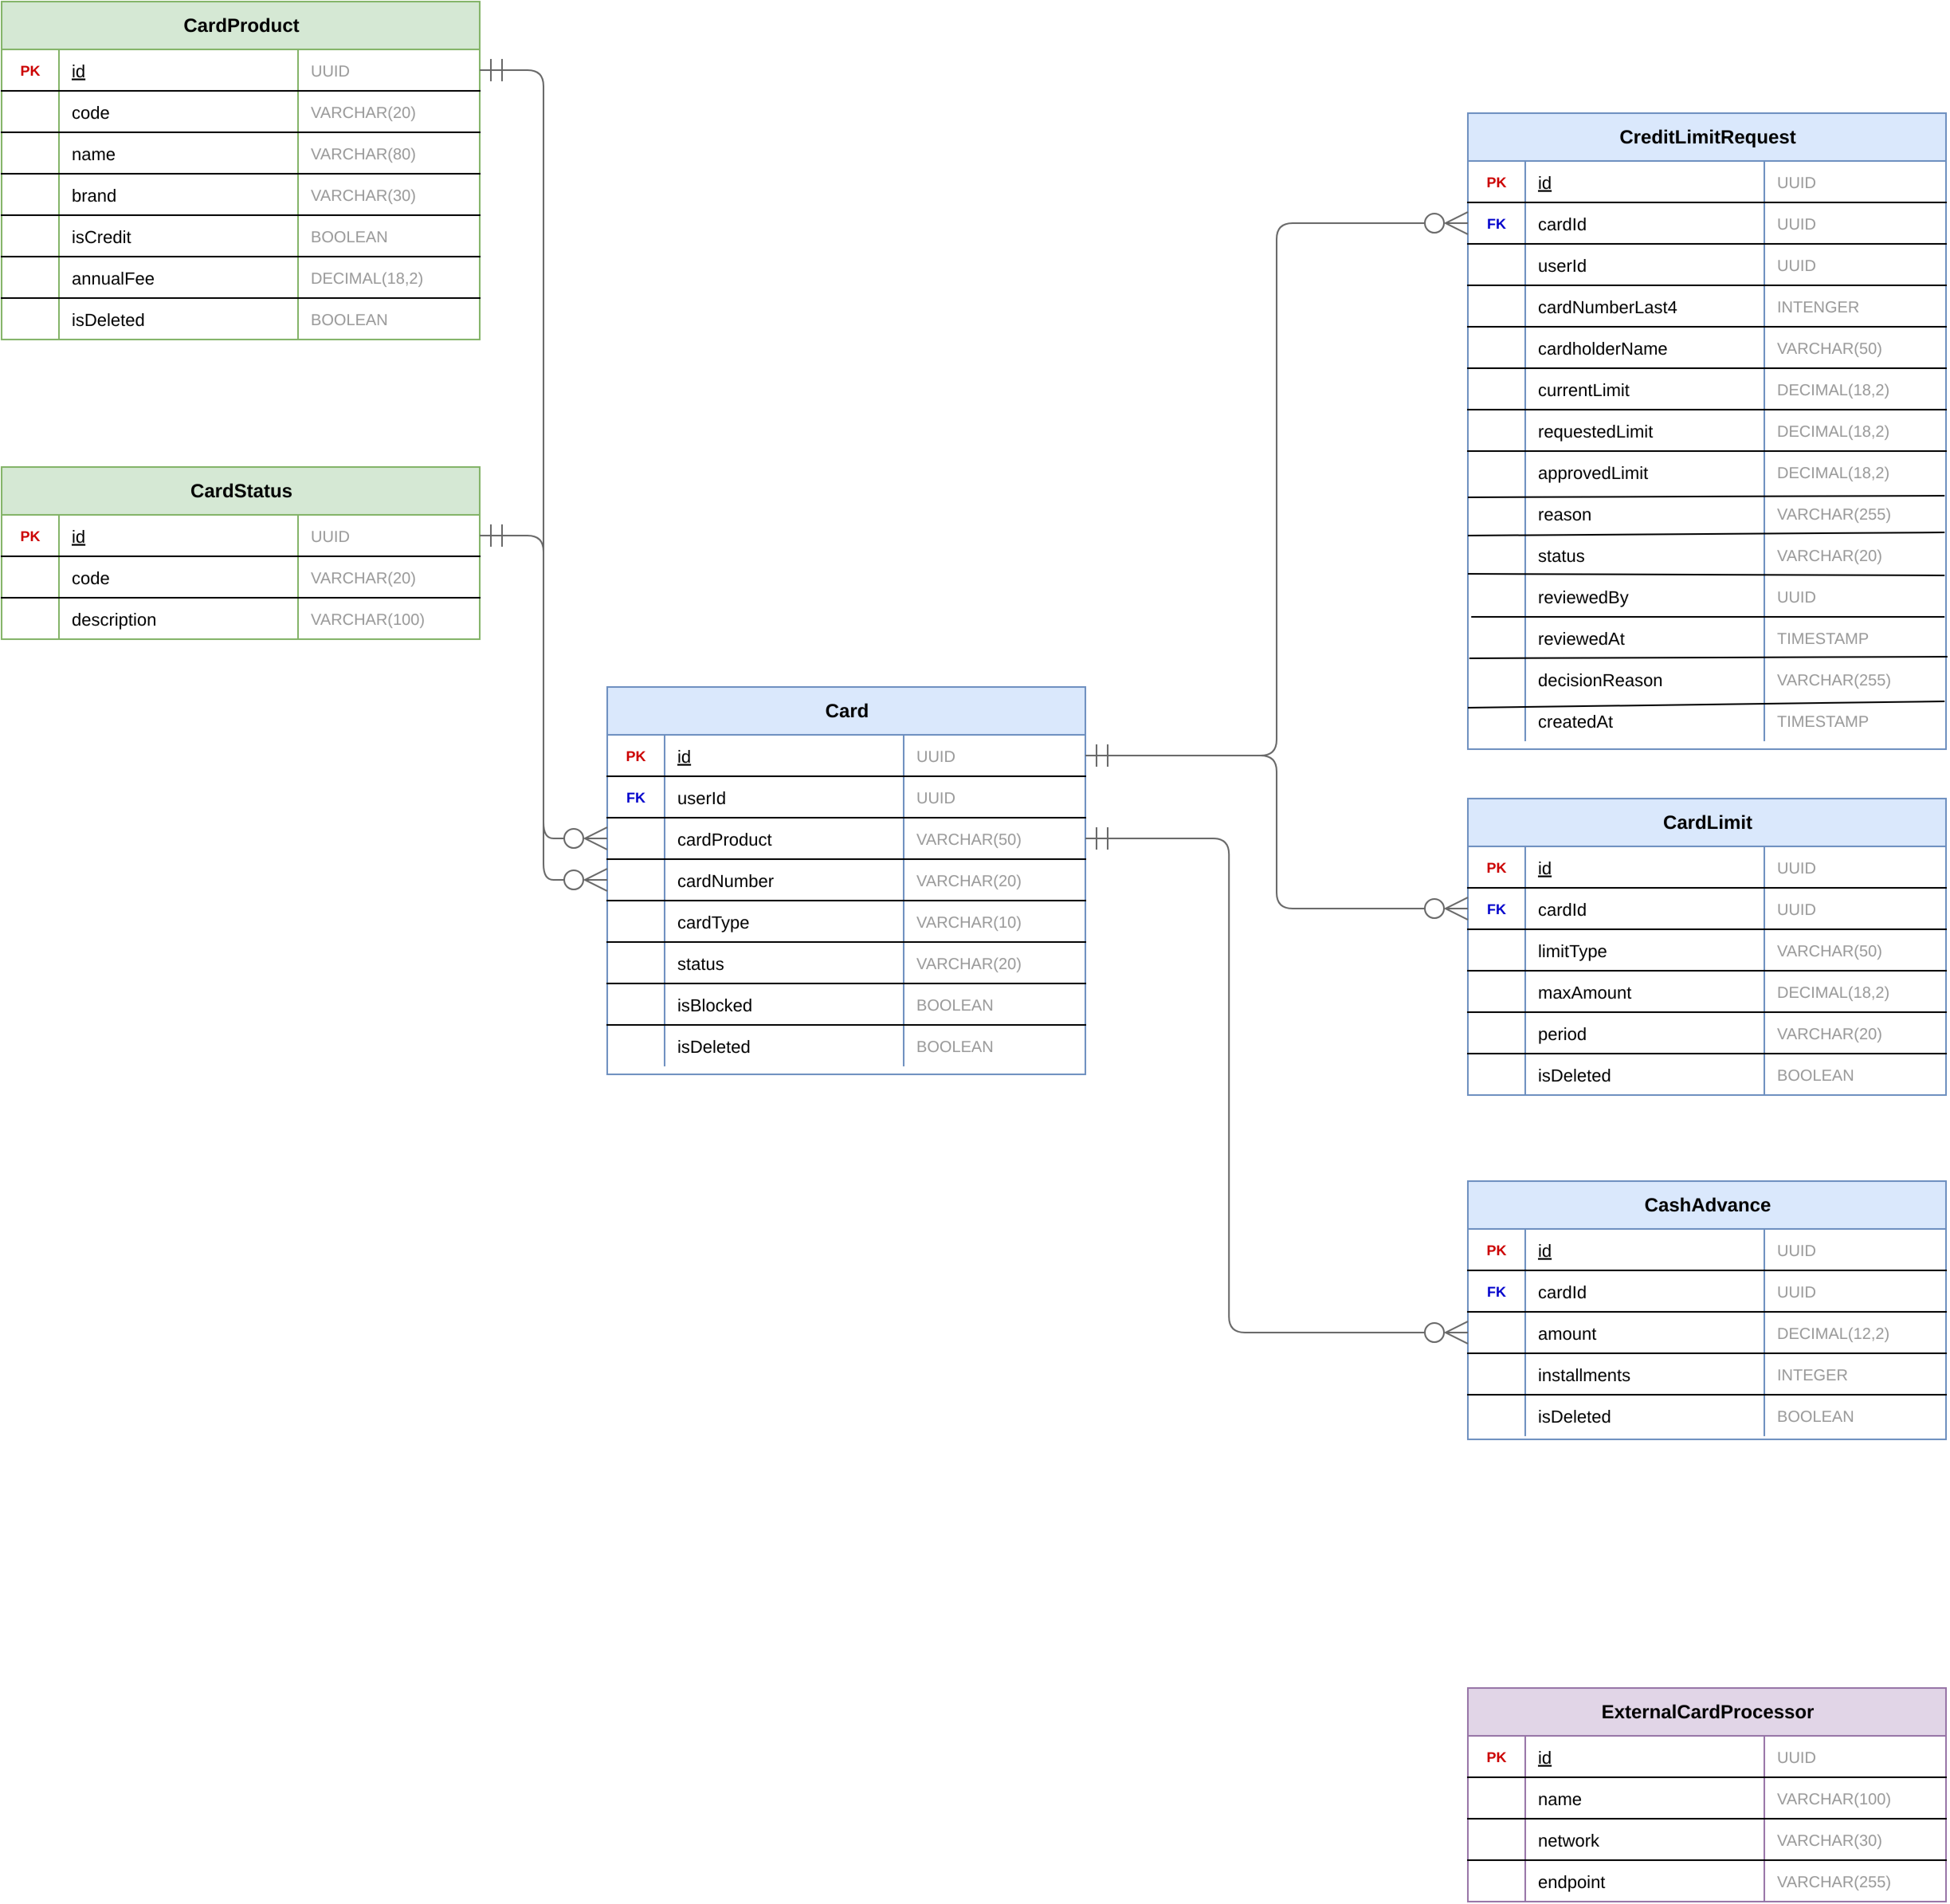 CardProduct
PK id UUID
code VARCHAR(20)
name VARCHAR(80)
brand VARCHAR(30)
isCredit BOOLEAN
annualFee DECIMAL(18,2)
isDeleted BOOLEAN
CardStatus
PK id UUID
code VARCHAR(20)
description VARCHAR(100)
Card
PK id UUID
FK userId UUID
cardProduct VARCHAR(50)
cardNumber VARCHAR(20)
cardType VARCHAR(10)
status VARCHAR(20)
isBlocked BOOLEAN
isDeleted BOOLEAN
CreditLimitRequest
PK id UUID
FK cardId UUID
userId UUID
cardNumberLast4 INTENGER
cardholderName VARCHAR(50)
currentLimit DECIMAL(18,2)
requestedLimit DECIMAL(18,2)
approvedLimit DECIMAL(18,2)
reason VARCHAR(255)
status VARCHAR(20)
reviewedBy UUID
reviewedAt TIMESTAMP
decisionReason VARCHAR(255)
createdAt TIMESTAMP
CardLimit
PK id UUID
FK cardId UUID
limitType VARCHAR(50)
maxAmount DECIMAL(18,2)
period VARCHAR(20)
isDeleted BOOLEAN
CashAdvance
PK id UUID
FK cardId UUID
amount DECIMAL(12,2)
installments INTEGER
isDeleted BOOLEAN
ExternalCardProcessor
PK id UUID
name VARCHAR(100)
network VARCHAR(30)
endpoint VARCHAR(255)